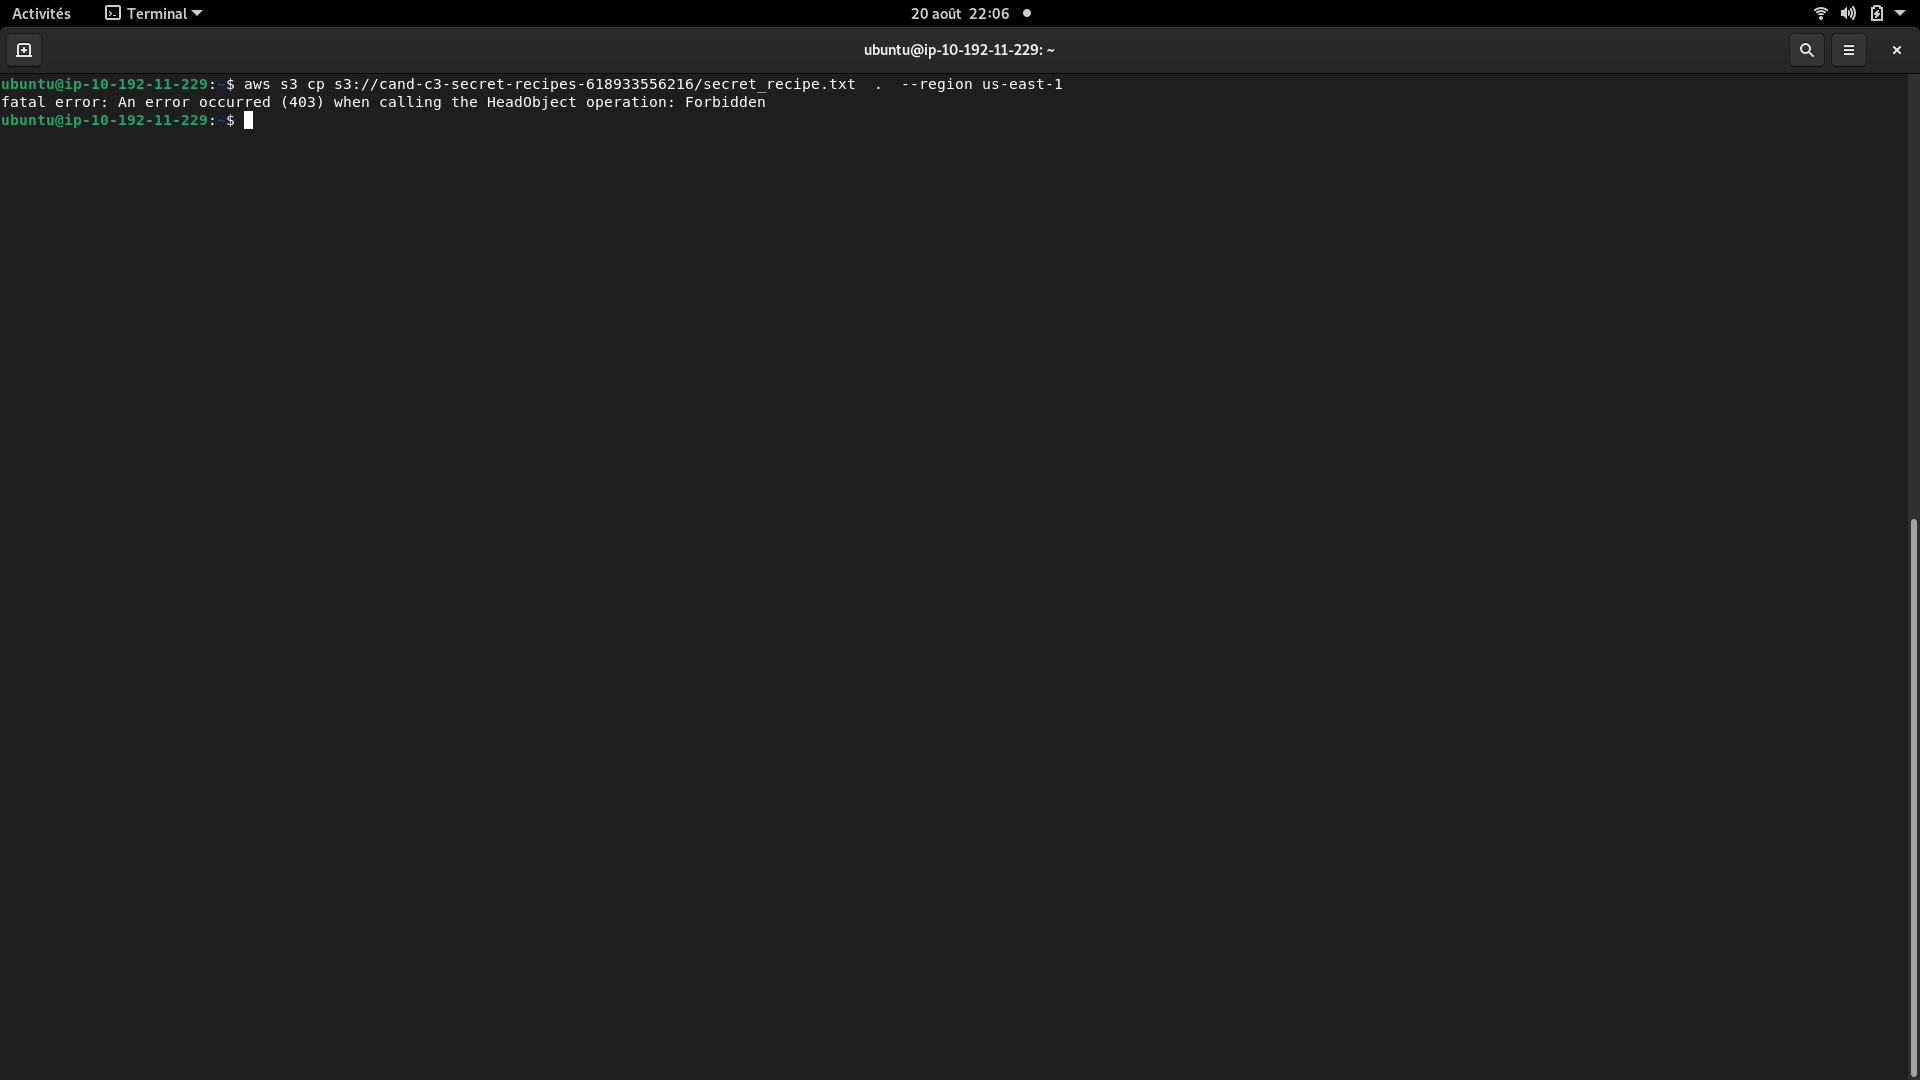 Activités Terminal 20 août 22:06
ubuntu@ip-10-192-11-229: ~
ubuntu@ip-10-192-11-229:~$ aws s3 cp s3://cand-c3-secret-recipes-618933556216/secret_recipe.txt  .  --region us-east-1
fatal error: An error occurred (403) when calling the HeadObject operation: Forbidden
ubuntu@ip-10-192-11-229:~$